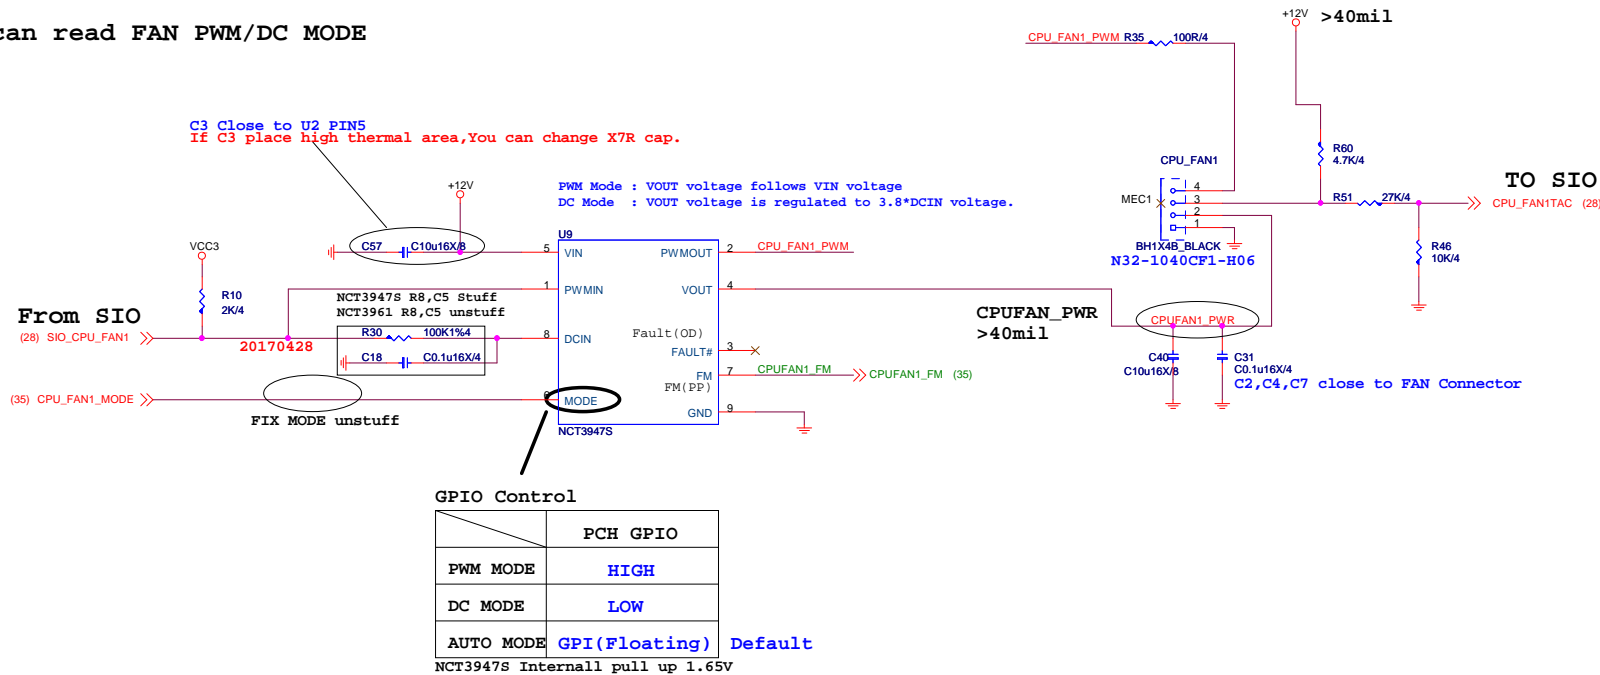 can read FAN PWM/DC MODE
+12V >40mil
CPU_FAN1_PWM R35 100R/4
C3 Close to U2 PIN5
If C3 place high thermal area,You can change X7R cap.
R60
4.7K/4
CPU_FAN1
+12V
PWM Mode : VOUT voltage follows VIN voltage
DC Mode : VOUT voltage is regulated to 3.8*DCIN voltage.
TO SIO
MEC1
4
3
2
1
R51 27K/4
CPU_FAN1TAC (28)
U9
VCC3
C57 C10u16X/8
5 VIN
PWMOUT 2 CPU_FAN1_PWM
BH1X4B_BLACK
N32-1040CF1-H06
R46
10K/4
1 PWMIN
VOUT 4
R10
2K/4
NCT3947S R8,C5 Stuff
NCT3961 R8,C5 unstuff
From SIO
(28) SIO_CPU_FAN1
20170428
R30 100K1%4
8 DCIN
Fault(OD)
FAULT# 3
CPUFAN_PWR
>40mil
CPUFAN1_PWR
C18 C0.1u16X/4
C40
C10u16X/8
C31
C0.1u16X/4
FM 7 CPUFAN1_FM
CPUFAN1_FM (35)
FM(PP)
C2,C4,C7 close to FAN Connector
(35) CPU_FAN1_MODE
MODE
GND 9
FIX MODE unstuff
NCT3947S
GPIO Control
PCH GPIO
PWM MODE HIGH
DC MODE LOW
AUTO MODE GPI(Floating) Default
NCT3947S Internall pull up 1.65V